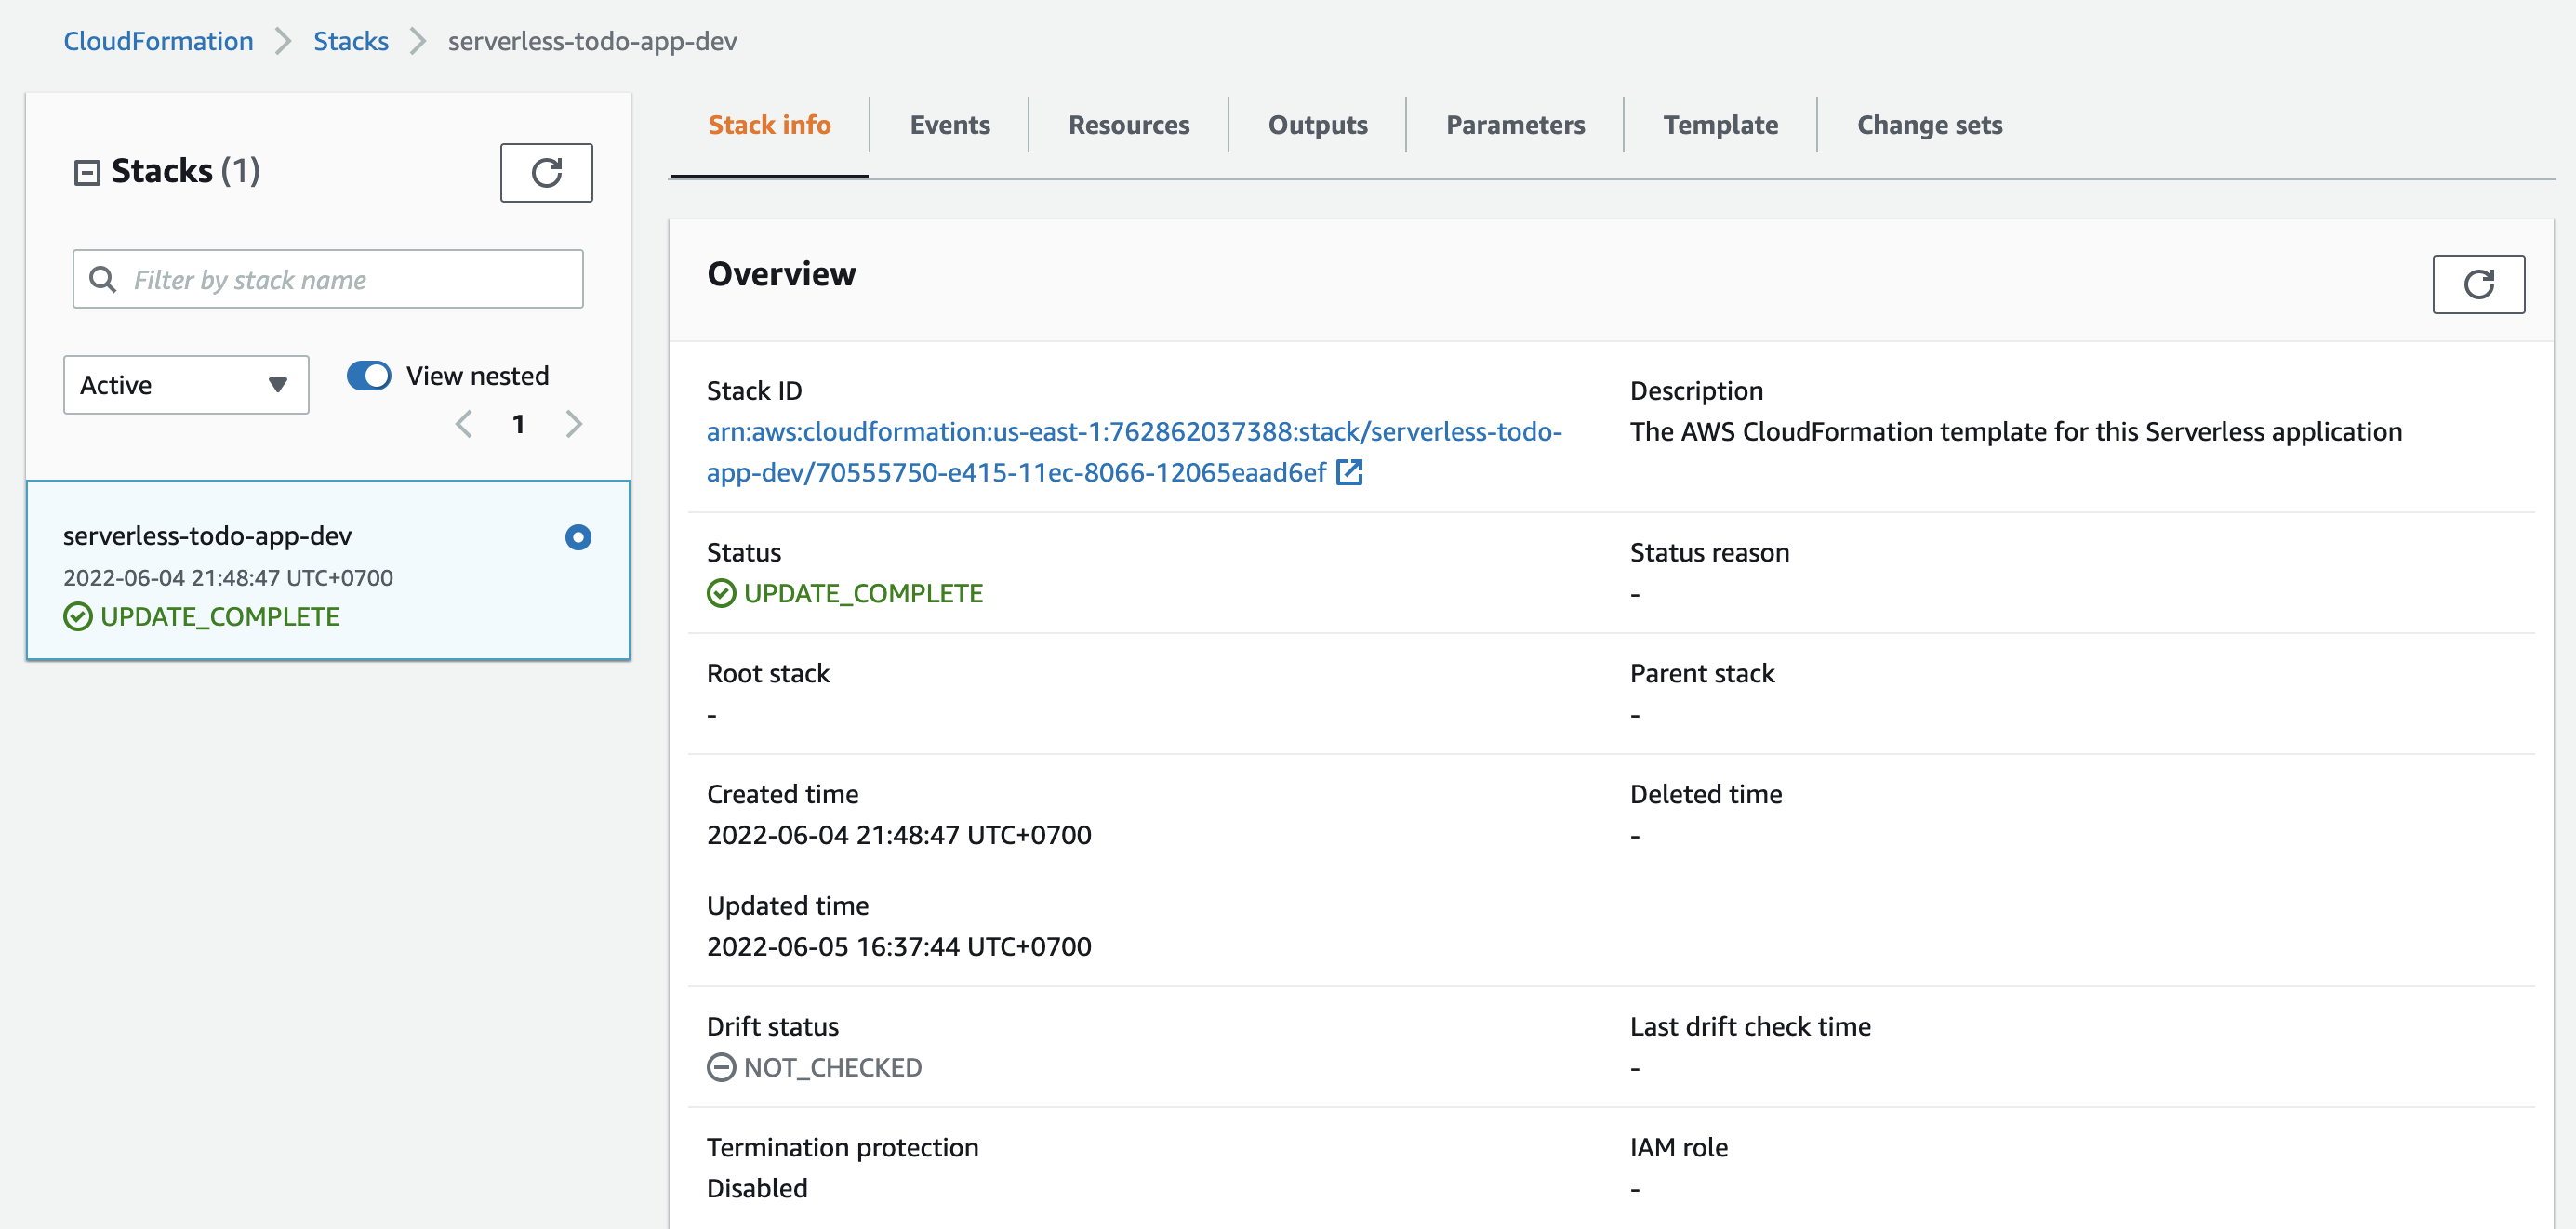 CloudFormation > Stacks > serverless-todo-app-dev
Stacks (1)
Filter by stack name
Active
View nested
1
serverless-todo-app-dev
2022-06-04 21:48:47 UTC+0700
UPDATE_COMPLETE
Stack info
Events
Resources
Outputs
Parameters
Template
Change sets
Overview
Stack ID
arn:aws:cloudformation:us-east-1:762862037388:stack/serverless-todo-
app-dev/70555750-e415-11ec-8066-12065eaad6ef
Description
The AWS CloudFormation template for this Serverless application
Status
UPDATE_COMPLETE
Status reason
-
Root stack
-
Parent stack
-
Created time
2022-06-04 21:48:47 UTC+0700
Deleted time
-
Updated time
2022-06-05 16:37:44 UTC+0700
Drift status
NOT_CHECKED
Last drift check time
-
Termination protection
Disabled
IAM role
-